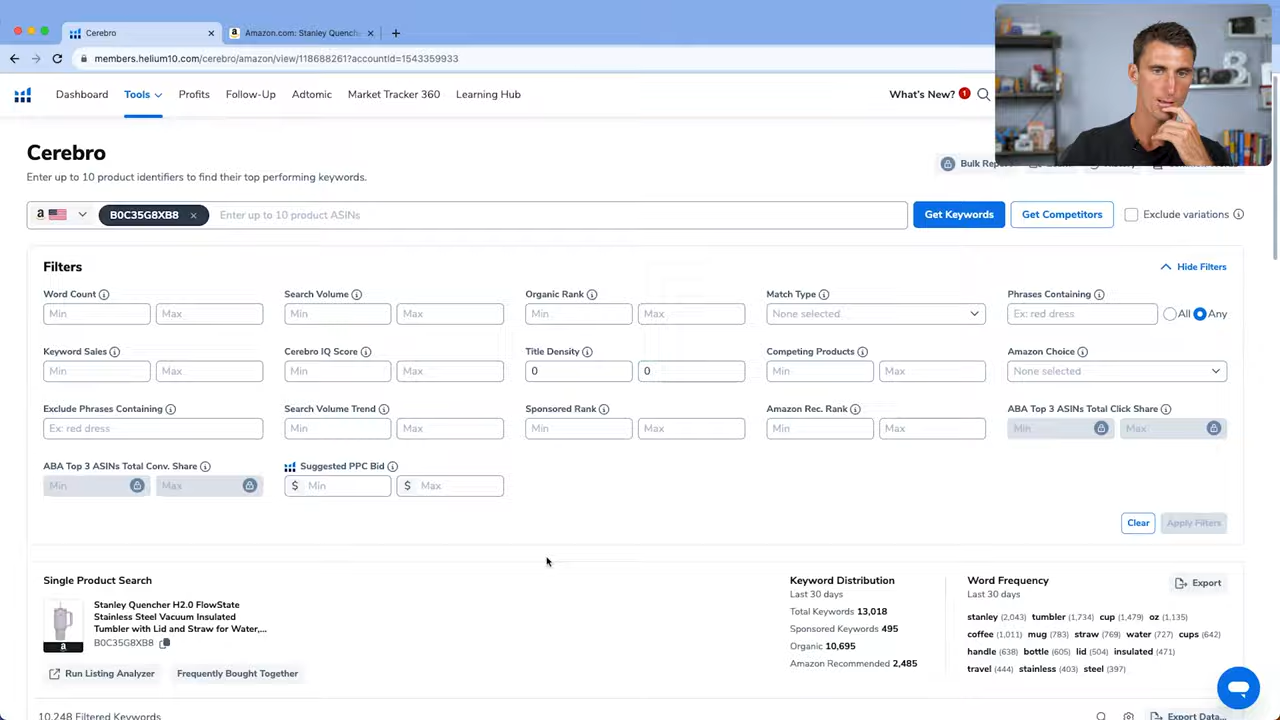 Cerebro
Amazon.com: Stanley Quench
members.helium10.com/cerebro/amazon/view/118688261?accountId=1543359933
Dashboard Tools Profits Follow-Up Adtomic Market Tracker 360 Learning Hub What's New? 1
Cerebro
Enter up to 10 product identifiers to find their top performing keywords.
B0C35G8XB8 Enter up to 10 product ASINs Get Keywords Get Competitors Exclude variations
Filters Hide Filters
Word Count Search Volume Organic Rank Match Type Phrases Containing
Min Max Min Max Min Max None selected Ex: red dress All Any
Keyword Sales Cerebro IQ Score Title Density Competing Products Amazon Choice
Min Max Min Max 0 0 Min Max None selected
Exclude Phrases Containing Search Volume Trend Sponsored Rank Amazon Rec. Rank ABA Top 3 ASINs Total Click Share
Ex: red dress Min Max Min Max Min Max Min Max
ABA Top 3 ASINs Total Conv. Share Suggested PPC Bid
Min Max $ Min $ Max
Clear Apply Filters
Single Product Search
Stanley Quencher H2.0 FlowState
Stainless Steel Vacuum Insulated
Tumbler with Lid and Straw for Water,...
B0C35G8XB8
Run Listing Analyzer Frequently Bought Together
Keyword Distribution
Last 30 days
Total Keywords 13,018
Sponsored Keywords 495
Organic 10,695
Amazon Recommended 2,485
Word Frequency Export
Last 30 days
stanley (2,043) tumbler (1,734) cup (1,479) oz (1,135)
coffee (1,011) mug (783) straw (769) water (727) cups (642)
handle (638) bottle (605) lid (504) insulated (471)
travel (444) stainless (403) steel (397)
10,248 Filtered Keywords Export Data...